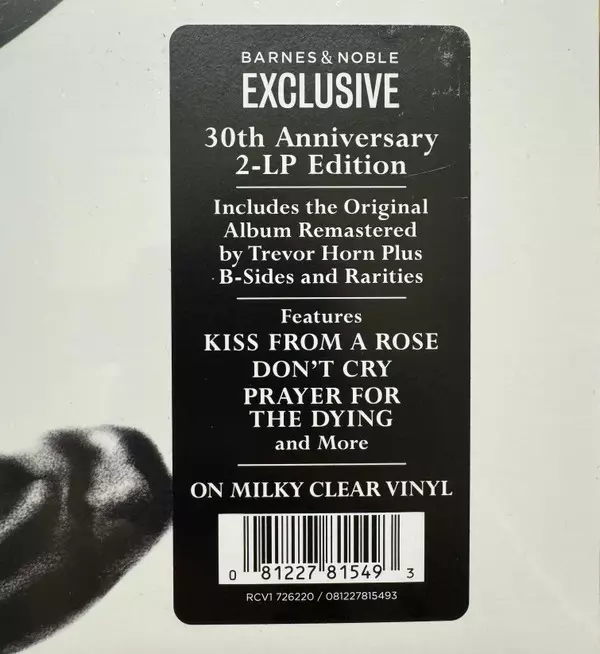 BARNES & NOBLE
EXCLUSIVE
30th Anniversary
2-LP Edition
Includes the Original
Album Remastered
by Trevor Horn Plus
B-Sides and Rarities
Features
KISS FROM A ROSE
DON'T CRY
PRAYER FOR
THE DYING
and More
ON MILKY CLEAR VINYL
0 81227 81549 3
RCV1 726220 / 081227815493